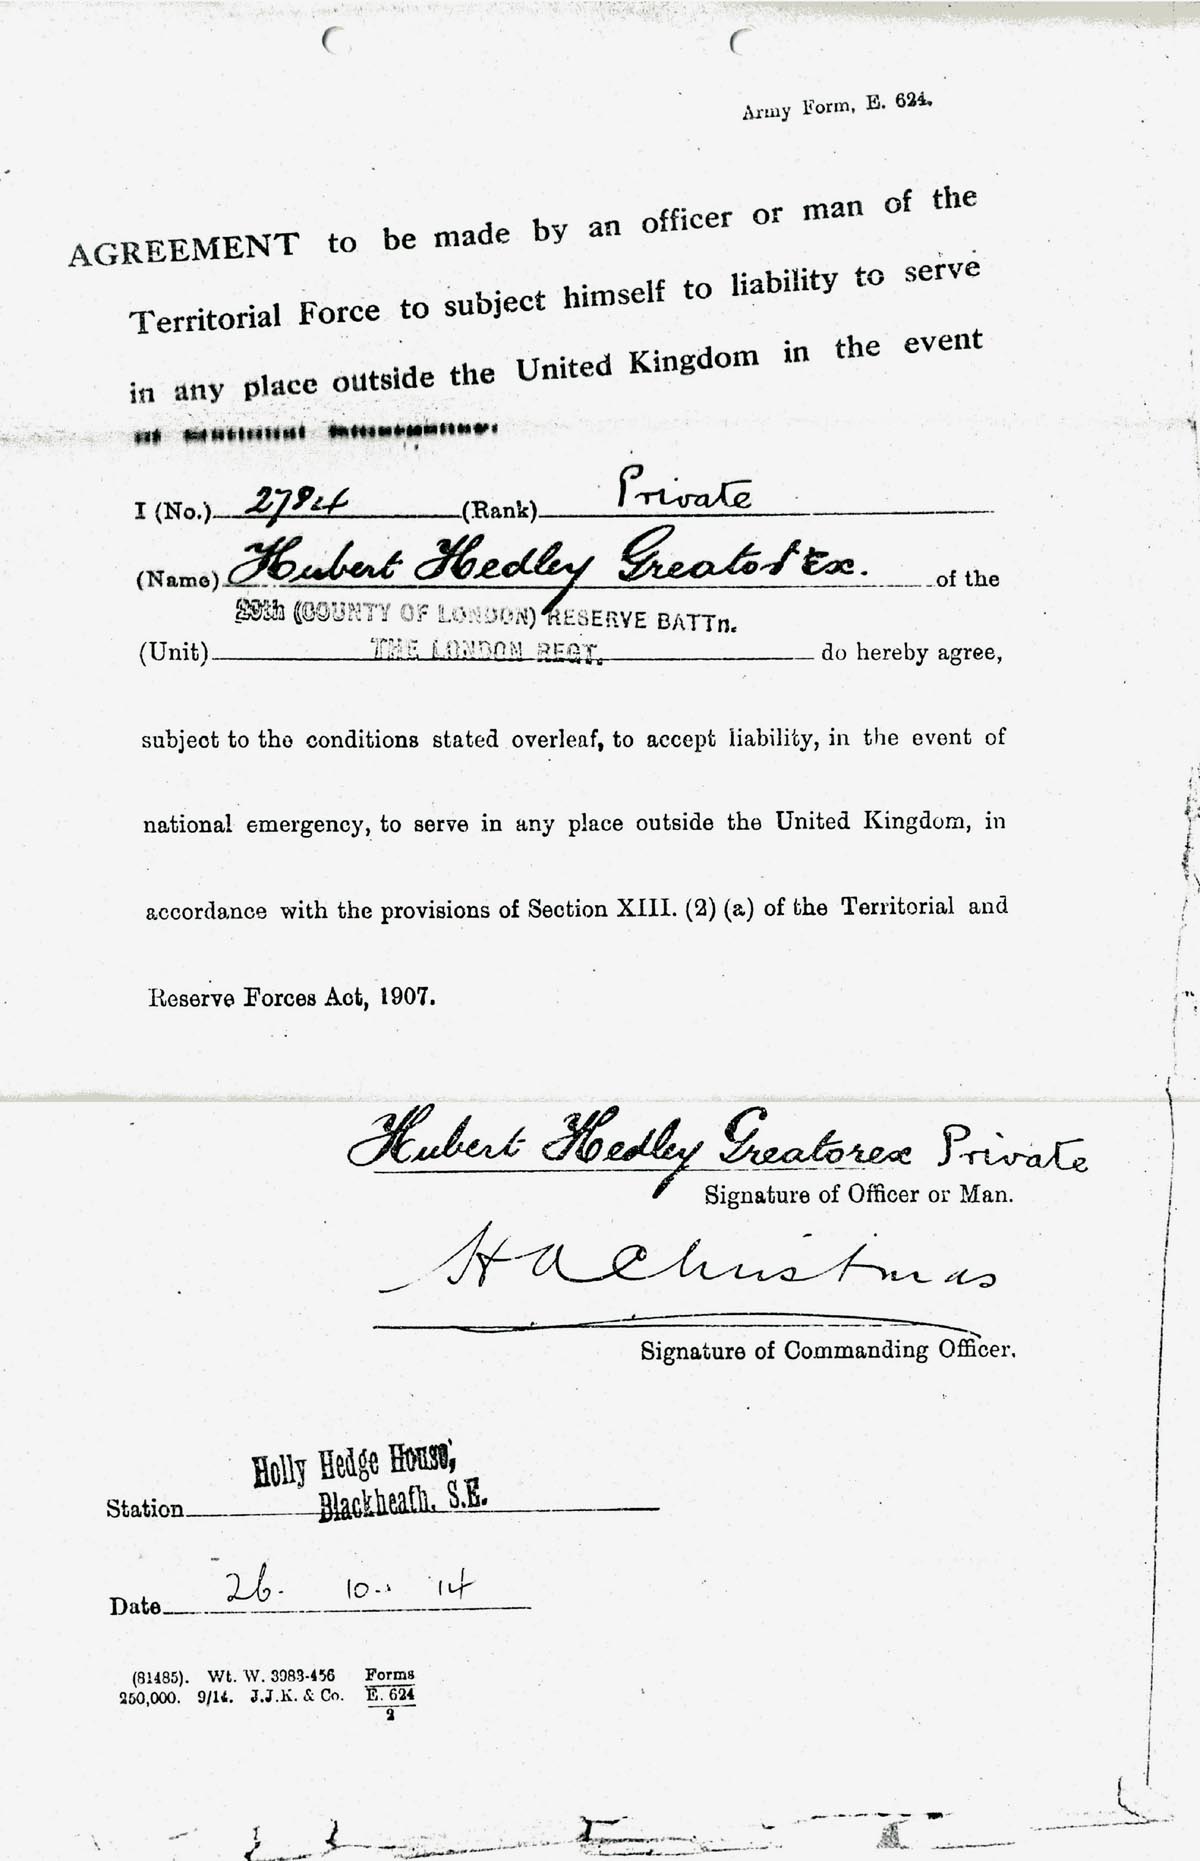 Army Form, E. 624.
AGREEMENT to be made by an officer or man of the
Territorial Force to subject himself to liability to serve
in any place outside the United Kingdom in the event
of national
I (No.) 2794 (Rank) Private
(Name) Hubert Hedley Greatorex. of the
(COUNTY OF LONDON) RESERVE BATTn.
(Unit) THE LONDON REGT. do hereby agree,
subject to the conditions stated overleaf, to accept liability, in the event of
national emergency, to serve in any place outside the United Kingdom, in
accordance with the provisions of Section XIII. (2) (a) of the Territorial and
Reserve Forces Act, 1907.
Hubert Hedley Greatorex Private
Signature of Officer or Man.
H A Christmas
Signature of Commanding Officer.
Holly Hedge House,
Station Blackheath. S.E.
Date 26. 10. 14
(81485). Wt. W. 3983-456 Forms
250,000. 9/14. J.J.K. & Co. E. 624
2